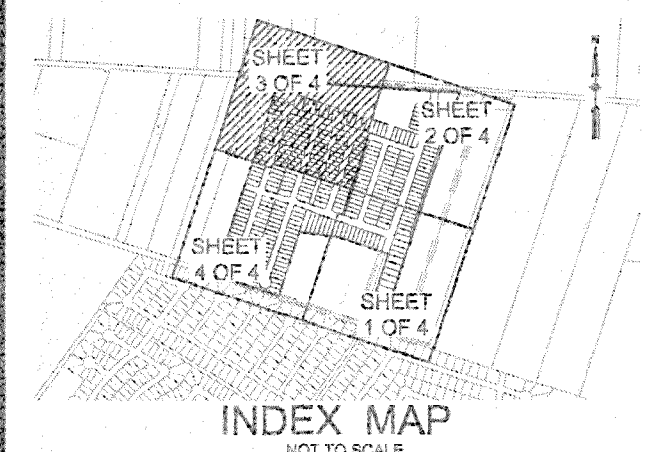 N
SHEET
3 OF 4
SHEET
2 OF 4
SHEET
4 OF 4
SHEET
1 OF 4
INDEX MAP
NOT TO SCALE